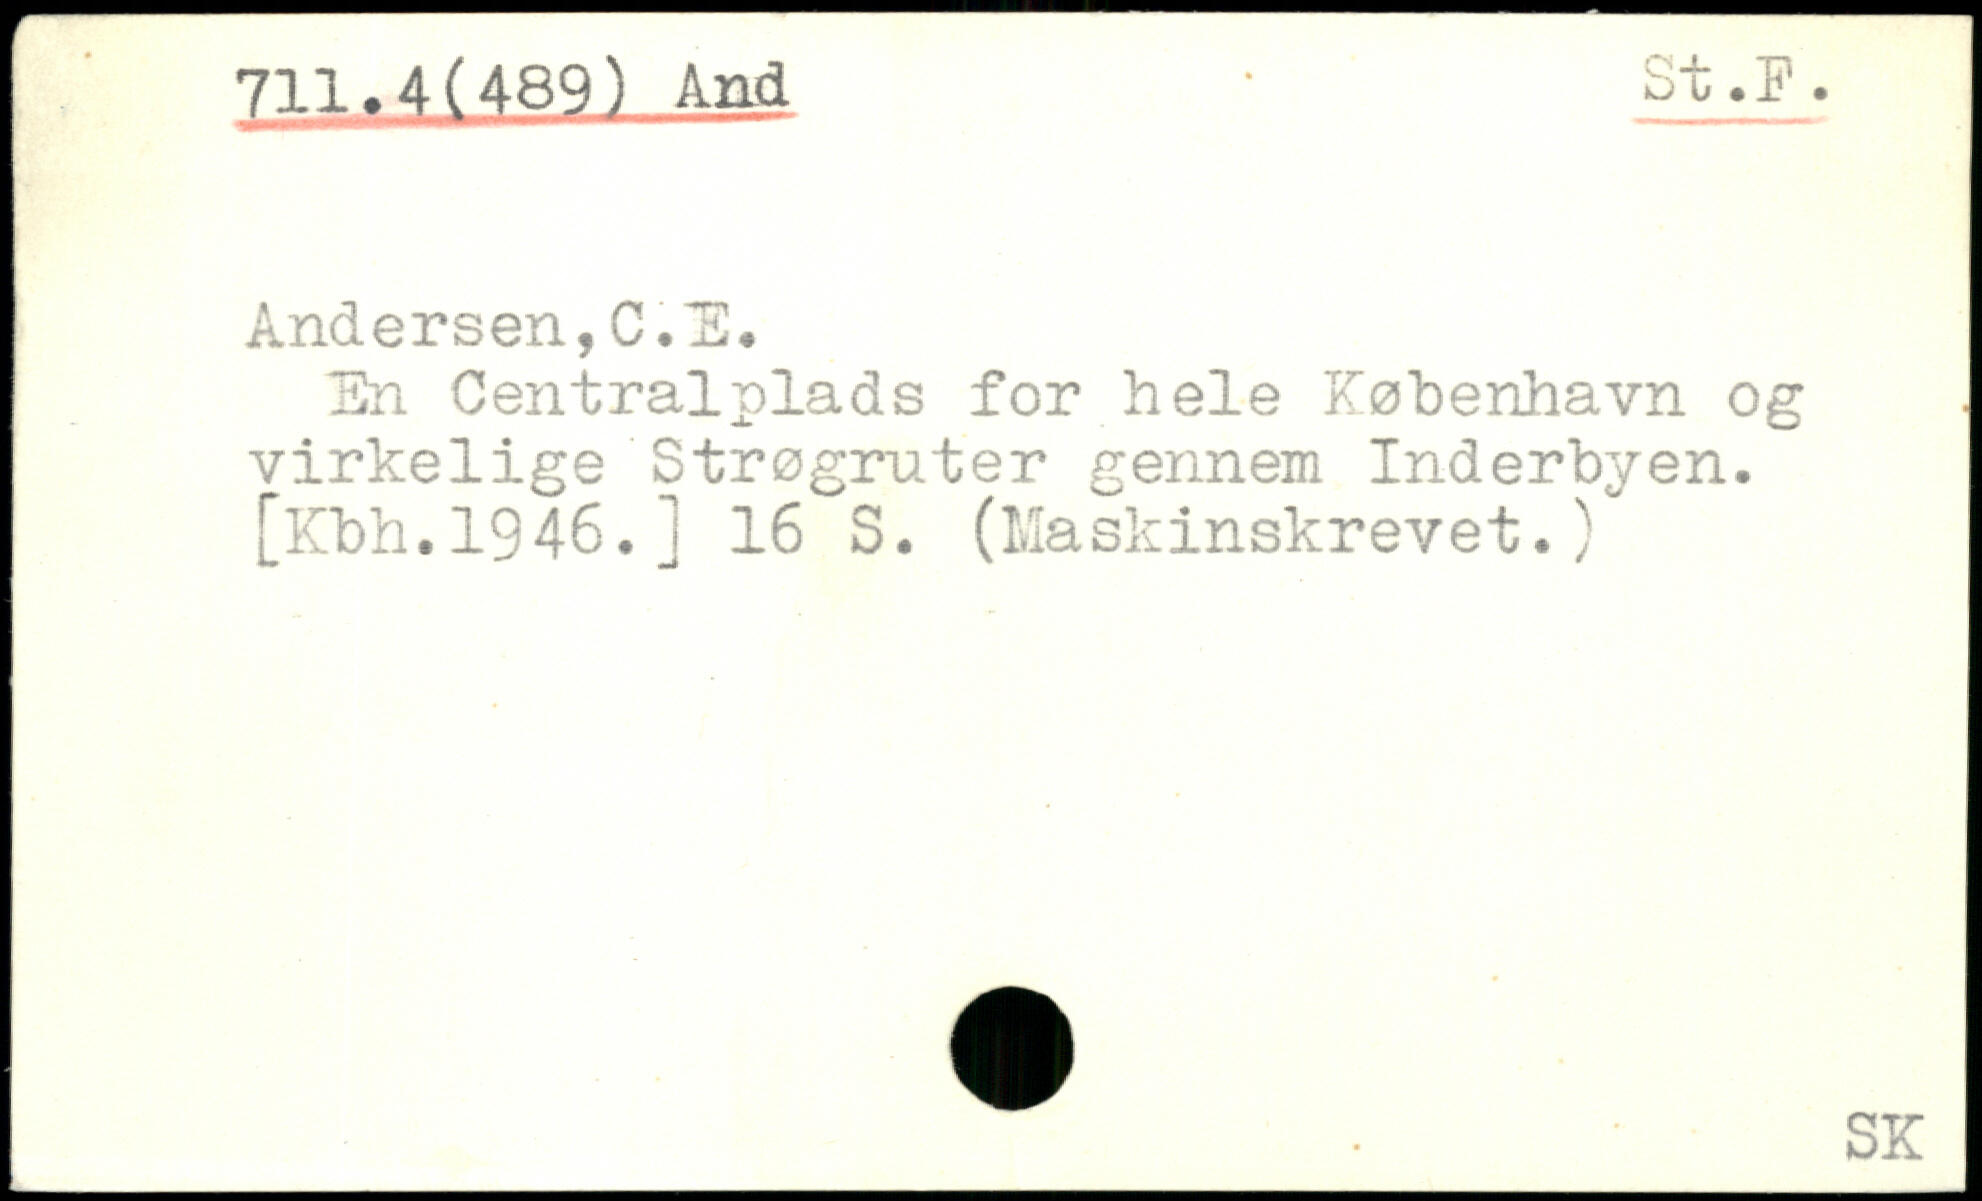 711.4(489) And St.F.
Andersen,C.E.
En Centralplads for hele København og
virkelige Strøgruter gennem Inderbyen.
[Kbh.1946.] 16 S. (Maskinskrevet.)
SK